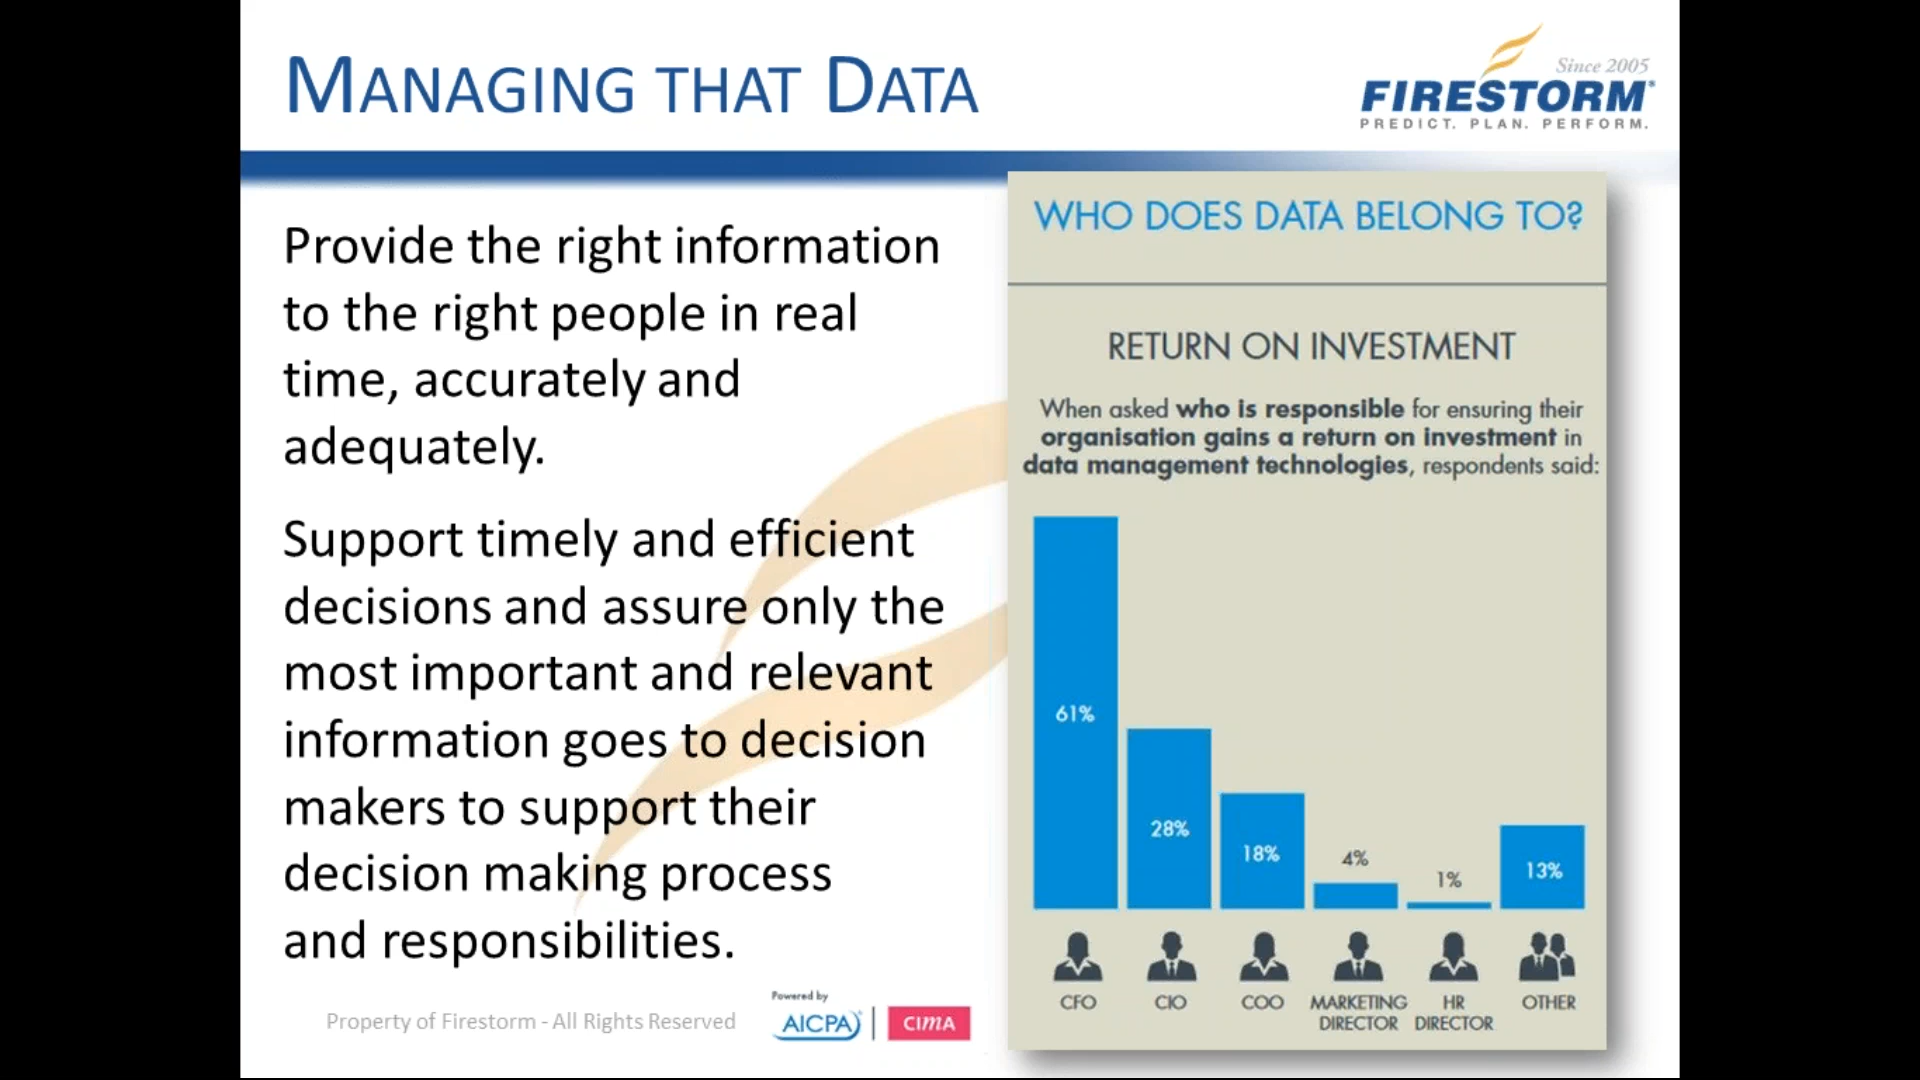 MANAGING THAT DATA
Since 2005
FIRESTORM®
PREDICT. PLAN. PERFORM.
Provide the right information
to the right people in real
time, accurately and
adequately.
Support timely and efficient
decisions and assure only the
most important and relevant
information goes to decision
makers to support their
decision making process
and responsibilities.
WHO DOES DATA BELONG TO?
RETURN ON INVESTMENT
When asked who is responsible for ensuring their
organisation gains a return on investment in
data management technologies, respondents said:
61%
28%
18%
4%
1%
13%
CFO
CIO
COO
MARKETING
DIRECTOR
HR
DIRECTOR
OTHER
Property of Firestorm - All Rights Reserved
Powered by
AICPA
CIMA